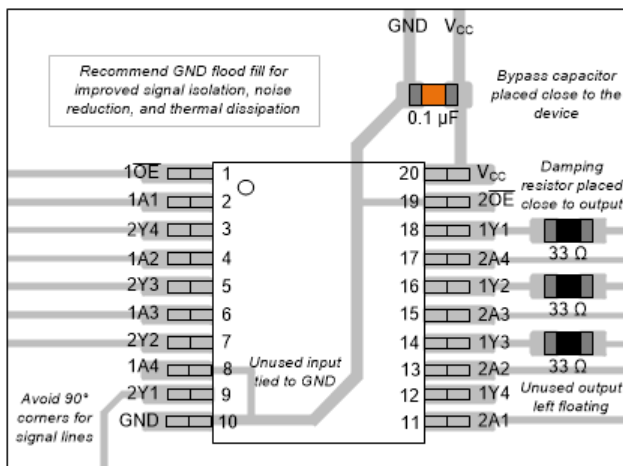 GND VCC
Recommend GND flood fill for
improved signal isolation, noise
reduction, and thermal dissipation
Bypass capacitor
placed close to the
device
0.1 µF
1O̅E̅ 1 20 VCC
1A1 2 19 2O̅E̅
2Y4 3 18 1Y1
1A2 4 17 2A4
2Y3 5 16 1Y2
1A3 6 15 2A3
2Y2 7 14 1Y3
1A4 8 13 2A2
2Y1 9 12 1Y4
GND 10 11 2A1
Damping
resistor placed
close to output
33 Ω
33 Ω
33 Ω
Unused input
tied to GND
Unused output
left floating
Avoid 90°
corners for
signal lines